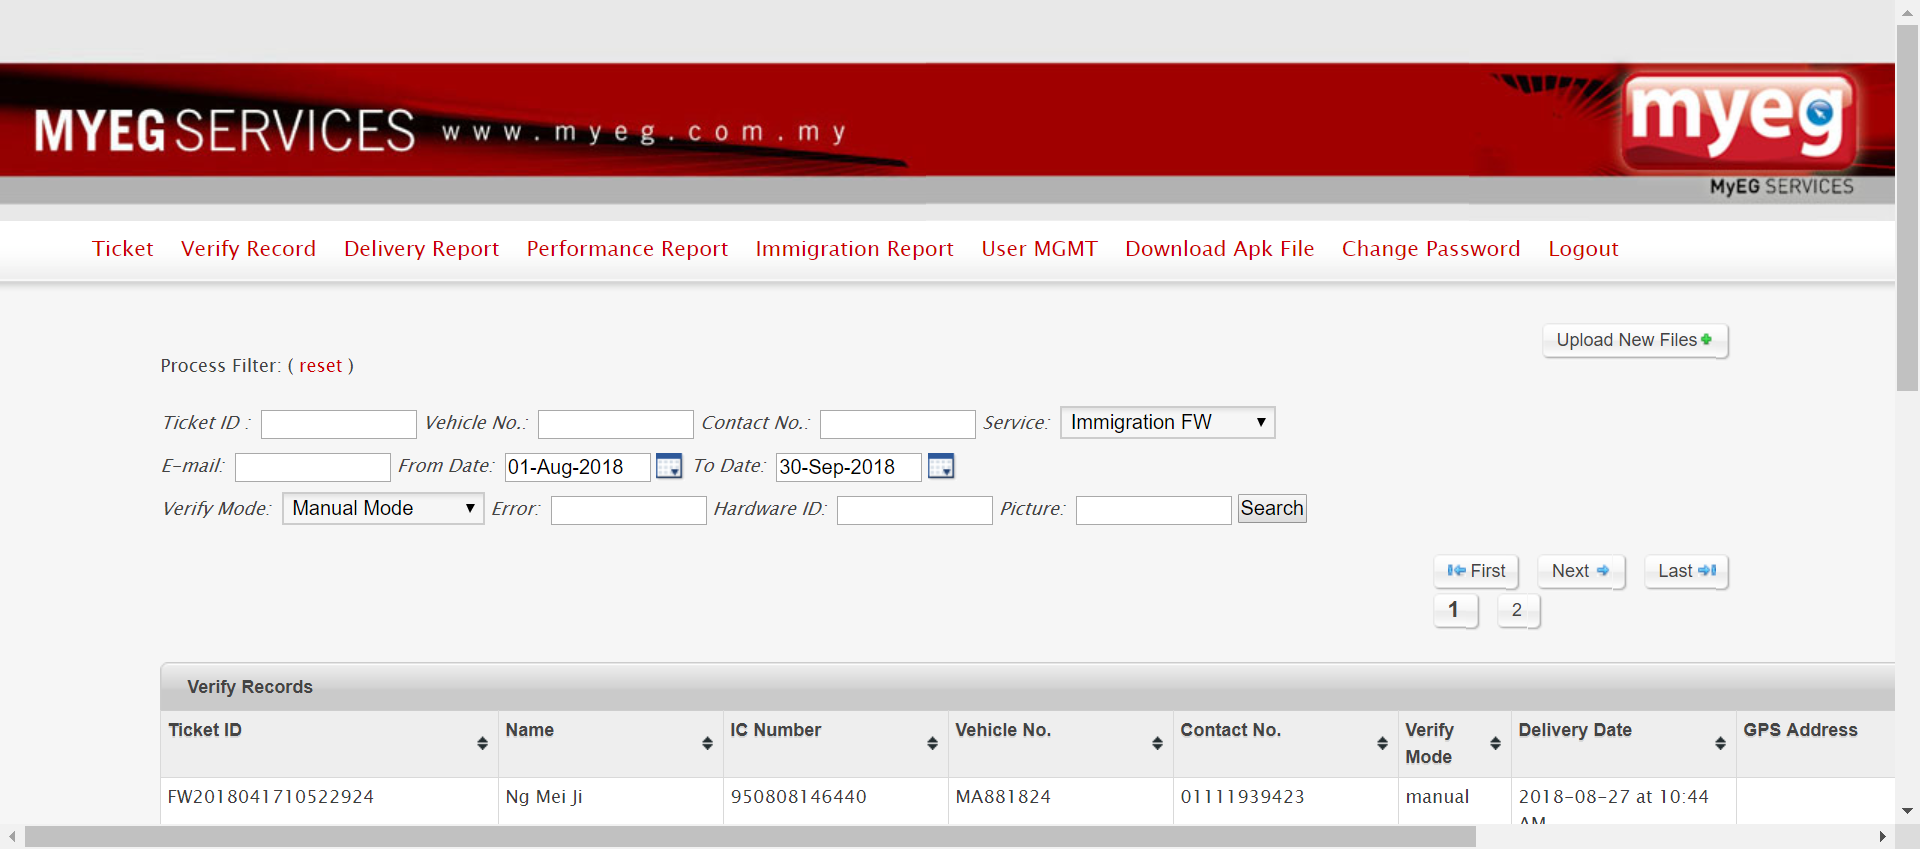 MYEG SERVICES www.myeg.com.my
myeg
MyEG SERVICES
Ticket Verify Record Delivery Report Performance Report Immigration Report User MGMT Download Apk File Change Password Logout
Upload New Files
Process Filter: ( reset )
Ticket ID : Vehicle No.: Contact No.: Service: Immigration FW
E-mail: From Date: 01-Aug-2018 To Date: 30-Sep-2018
Verify Mode: Manual Mode Error: Hardware ID: Picture: Search
First Next Last
1 2
Verify Records
Ticket ID Name IC Number Vehicle No. Contact No. Verify Mode Delivery Date GPS Address
FW2018041710522924 Ng Mei Ji 950808146440 MA881824 01111939423 manual 2018-08-27 at 10:44 AM